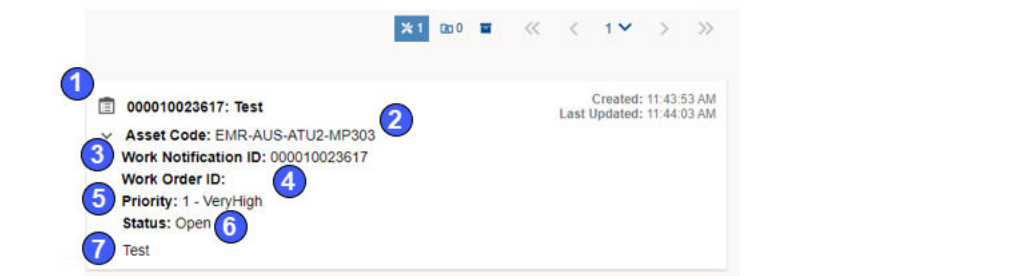 1 0 1
1
000010023617: Test
Created: 11:43:53 AM
Last Updated: 11:44:03 AM
2
Asset Code: EMR-AUS-ATU2-MP303
3
Work Notification ID: 000010023617
Work Order ID:
4
5
Priority: 1 - VeryHigh
Status: Open
6
7
Test